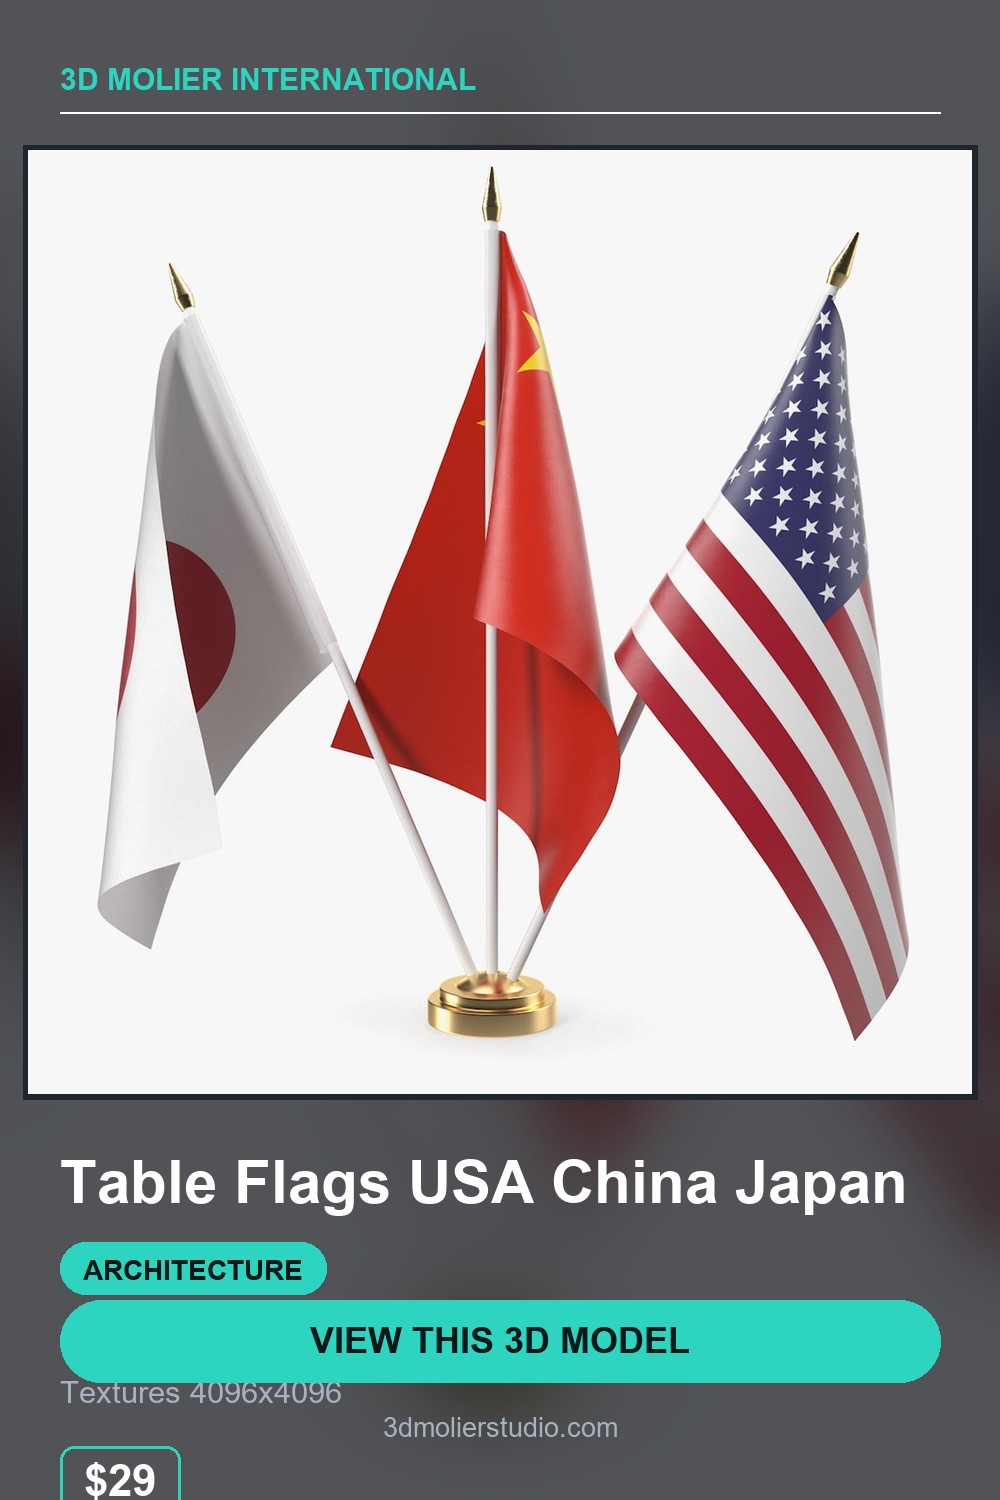 3D MOLIER INTERNATIONAL
Table Flags USA China Japan
ARCHITECTURE
VIEW THIS 3D MODEL
Textures 4096x4096
3dmolierstudio.com
$29